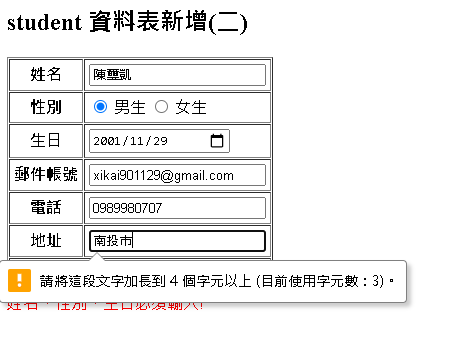 student 資料表新增(二)
姓名 陳璽凱
性別 男生 女生
生日 2001/11/29
郵件帳號 xikai901129@gmail.com
電話 0989980707
地址 南投市
請將這段文字加長到 4 個字元以上 (目前使用字元數：3)。
姓名，性別，生日必須輸入!